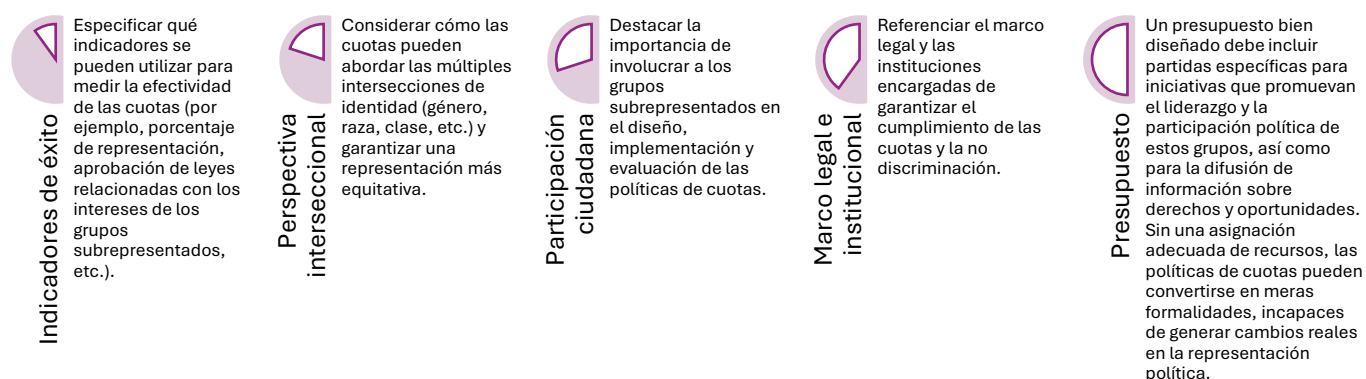 Indicadores de éxito
Especificar qué
indicadores se
pueden utilizar para
medir la efectividad
de las cuotas (por
ejemplo, porcentaje
de representación,
aprobación de leyes
relacionadas con los
intereses de los
grupos
subrepresentados,
etc.).
Perspectiva
interseccional
Considerar cómo las
cuotas pueden
abordar las múltiples
intersecciones de
identidad (género,
raza, clase, etc.) y
garantizar una
representación más
equitativa.
Participación
ciudadana
Destacar la
importancia de
involucrar a los
grupos
subrepresentados en
el diseño,
implementación y
evaluación de las
políticas de cuotas.
Marco legal e
institucional
Referenciar el marco
legal y las
instituciones
encargadas de
garantizar el
cumplimiento de las
cuotas y la no
discriminación.
Presupuesto
Un presupuesto bien
diseñado debe incluir
partidas específicas para
iniciativas que promuevan
el liderazgo y la
participación política de
estos grupos, así como
para la difusión de
información sobre
derechos y oportunidades.
Sin una asignación
adecuada de recursos, las
políticas de cuotas pueden
convertirse en meras
formalidades, incapaces
de generar cambios reales
en la representación
política.